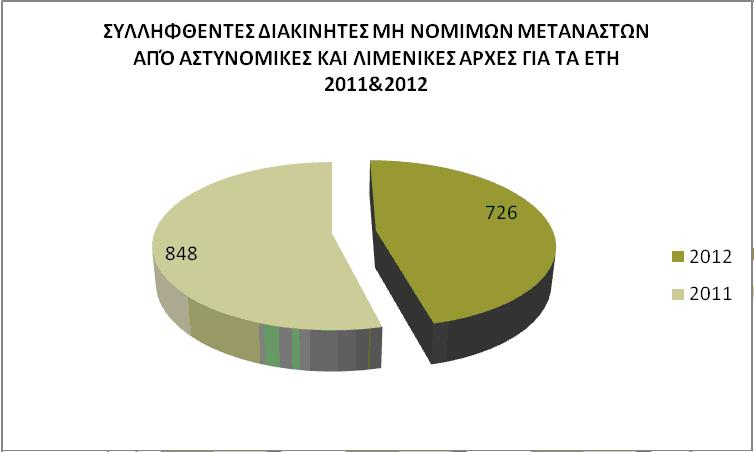 ΣΥΛΛΗΦΘΕΝΤΕΣ ΔΙΑΚΙΝΗΤΕΣ ΜΗ ΝΟΜΙΜΩΝ ΜΕΤΑΝΑΣΤΩΝ
ΑΠΌ ΑΣΤΥΝΟΜΙΚΕΣ ΚΑΙ ΛΙΜΕΝΙΚΕΣ ΑΡΧΕΣ ΓΙΑ ΤΑ ΕΤΗ
2011&2012
726
848
2012
2011